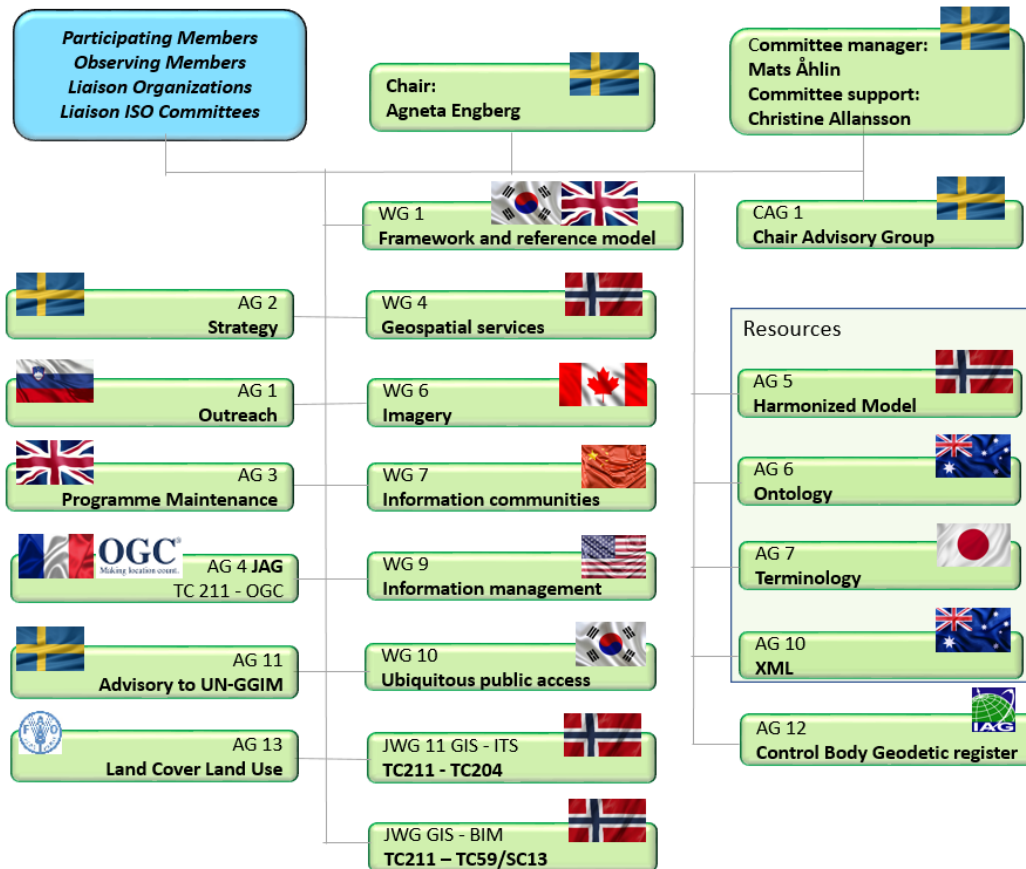 Participating Members
Observing Members
Liaison Organizations
Liaison ISO Committees
Chair:
Agneta Engberg
Committee manager:
Mats Åhlin
Committee support:
Christine Allansson
WG 1
Framework and reference model
CAG 1
Chair Advisory Group
AG 2
Strategy
WG 4
Geospatial services
Resources
AG 1
Outreach
WG 6
Imagery
AG 5
Harmonized Model
AG 3
Programme Maintenance
WG 7
Information communities
AG 6
Ontology
OGC®
Making location count.
AG 4 JAG
TC 211 - OGC
WG 9
Information management
AG 7
Terminology
AG 11
Advisory to UN-GGIM
WG 10
Ubiquitous public access
AG 10
XML
F A O
AG 13
Land Cover Land Use
JWG 11 GIS - ITS
TC211 - TC204
IAG
AG 12
Control Body Geodetic register
JWG GIS - BIM
TC211 – TC59/SC13